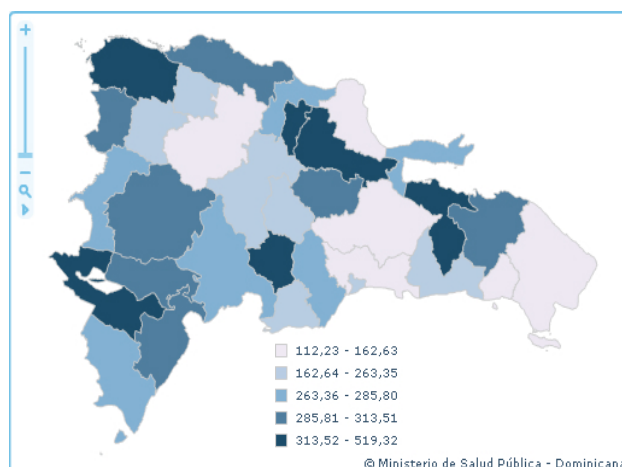 112,23 - 162,63
162,64 - 263,35
263,36 - 285,80
285,81 - 313,51
313,52 - 519,32
© Ministerio de Salud Pública - Dominicana